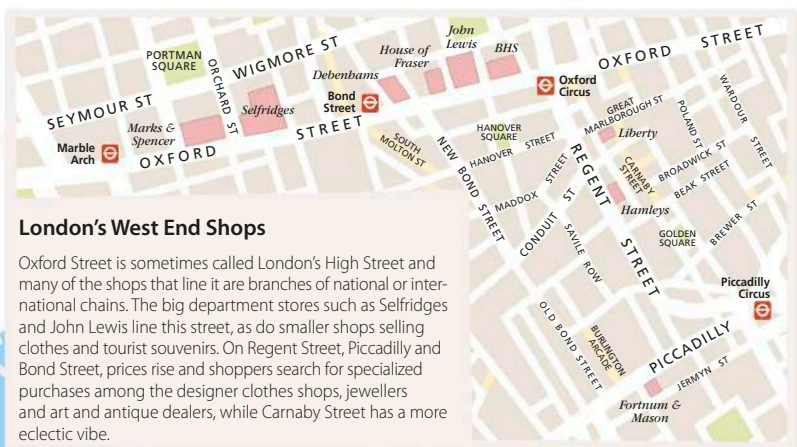 PORTMAN
SQUARE
ORCHARD ST
WIGMORE ST
SEYMOUR ST
Marks &
Spencer
Selfridges
Debenhams
House of
Fraser
John
Lewis
BHS
Bond
Street
Marble
Arch
OXFORD STREET
Oxford
Circus
OXFORD STREET
SOUTH
MOLTON ST
NEW BOND STREET
HANOVER
SQUARE
HANOVER STREET
MADDOX STREET
CONDUIT ST
SAVILE ROW
REGENT STREET
GREAT
MARLBOROUGH ST
Liberty
CARNABY
STREET
POLAND ST
WARDOUR STREET
BROADWICK ST
BEAK STREET
Hamleys
GOLDEN
SQUARE
BREWER ST
Piccadilly
Circus
OLD BOND STREET
BURLINGTON
ARCADE
PICCADILLY
JERMYN ST
Fortnum &
Mason
London's West End Shops
Oxford Street is sometimes called London's High Street and
many of the shops that line it are branches of national or inter-
national chains. The big department stores such as Selfridges
and John Lewis line this street, as do smaller shops selling
clothes and tourist souvenirs. On Regent Street, Piccadilly and
Bond Street, prices rise and shoppers search for specialized
purchases among the designer clothes shops, jewellers
and art and antique dealers, while Carnaby Street has a more
eclectic vibe.